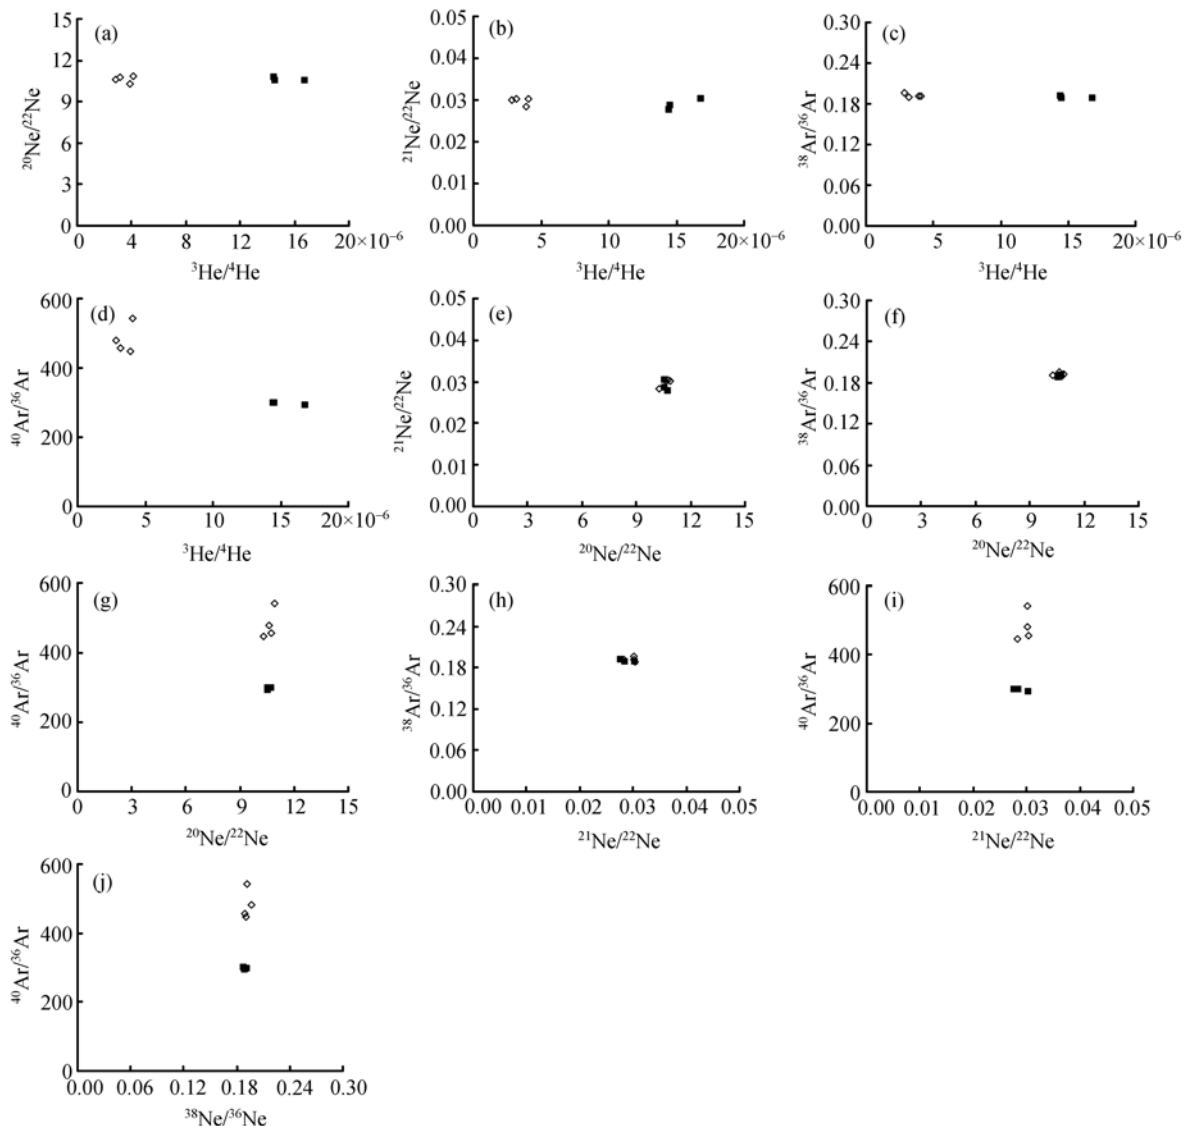 (a)
15
12
9
6
3
0
²⁰Ne/²²Ne
0 4 8 12 16 20×10⁻⁶
³He/⁴He
(b)
0.05
0.04
0.03
0.02
0.01
0.00
²¹Ne/²²Ne
0 5 10 15 20×10⁻⁶
³He/⁴He
(c)
0.30
0.24
0.18
0.12
0.06
0.00
³⁸Ar/³⁶Ar
0 5 10 15 20×10⁻⁶
³He/⁴He
(d)
600
400
200
0
⁴⁰Ar/³⁶Ar
0 5 10 15 20×10⁻⁶
³He/⁴He
(e)
0.05
0.04
0.03
0.02
0.01
0.00
²¹Ne/²²Ne
0 3 6 9 12 15
²⁰Ne/²²Ne
(f)
0.30
0.24
0.18
0.12
0.06
0.00
³⁸Ar/³⁶Ar
0 3 6 9 12 15
²⁰Ne/²²Ne
(g)
600
400
200
0
⁴⁰Ar/³⁶Ar
0 3 6 9 12 15
²⁰Ne/²²Ne
(h)
0.30
0.24
0.18
0.12
0.06
0.00
³⁸Ar/³⁶Ar
0.00 0.01 0.02 0.03 0.04 0.05
²¹Ne/²²Ne
(i)
600
400
200
0
⁴⁰Ar/³⁶Ar
0.00 0.01 0.02 0.03 0.04 0.05
²¹Ne/²²Ne
(j)
600
400
200
0
⁴⁰Ar/³⁶Ar
0.00 0.06 0.12 0.18 0.24 0.30
³⁸Ne/³⁶Ne